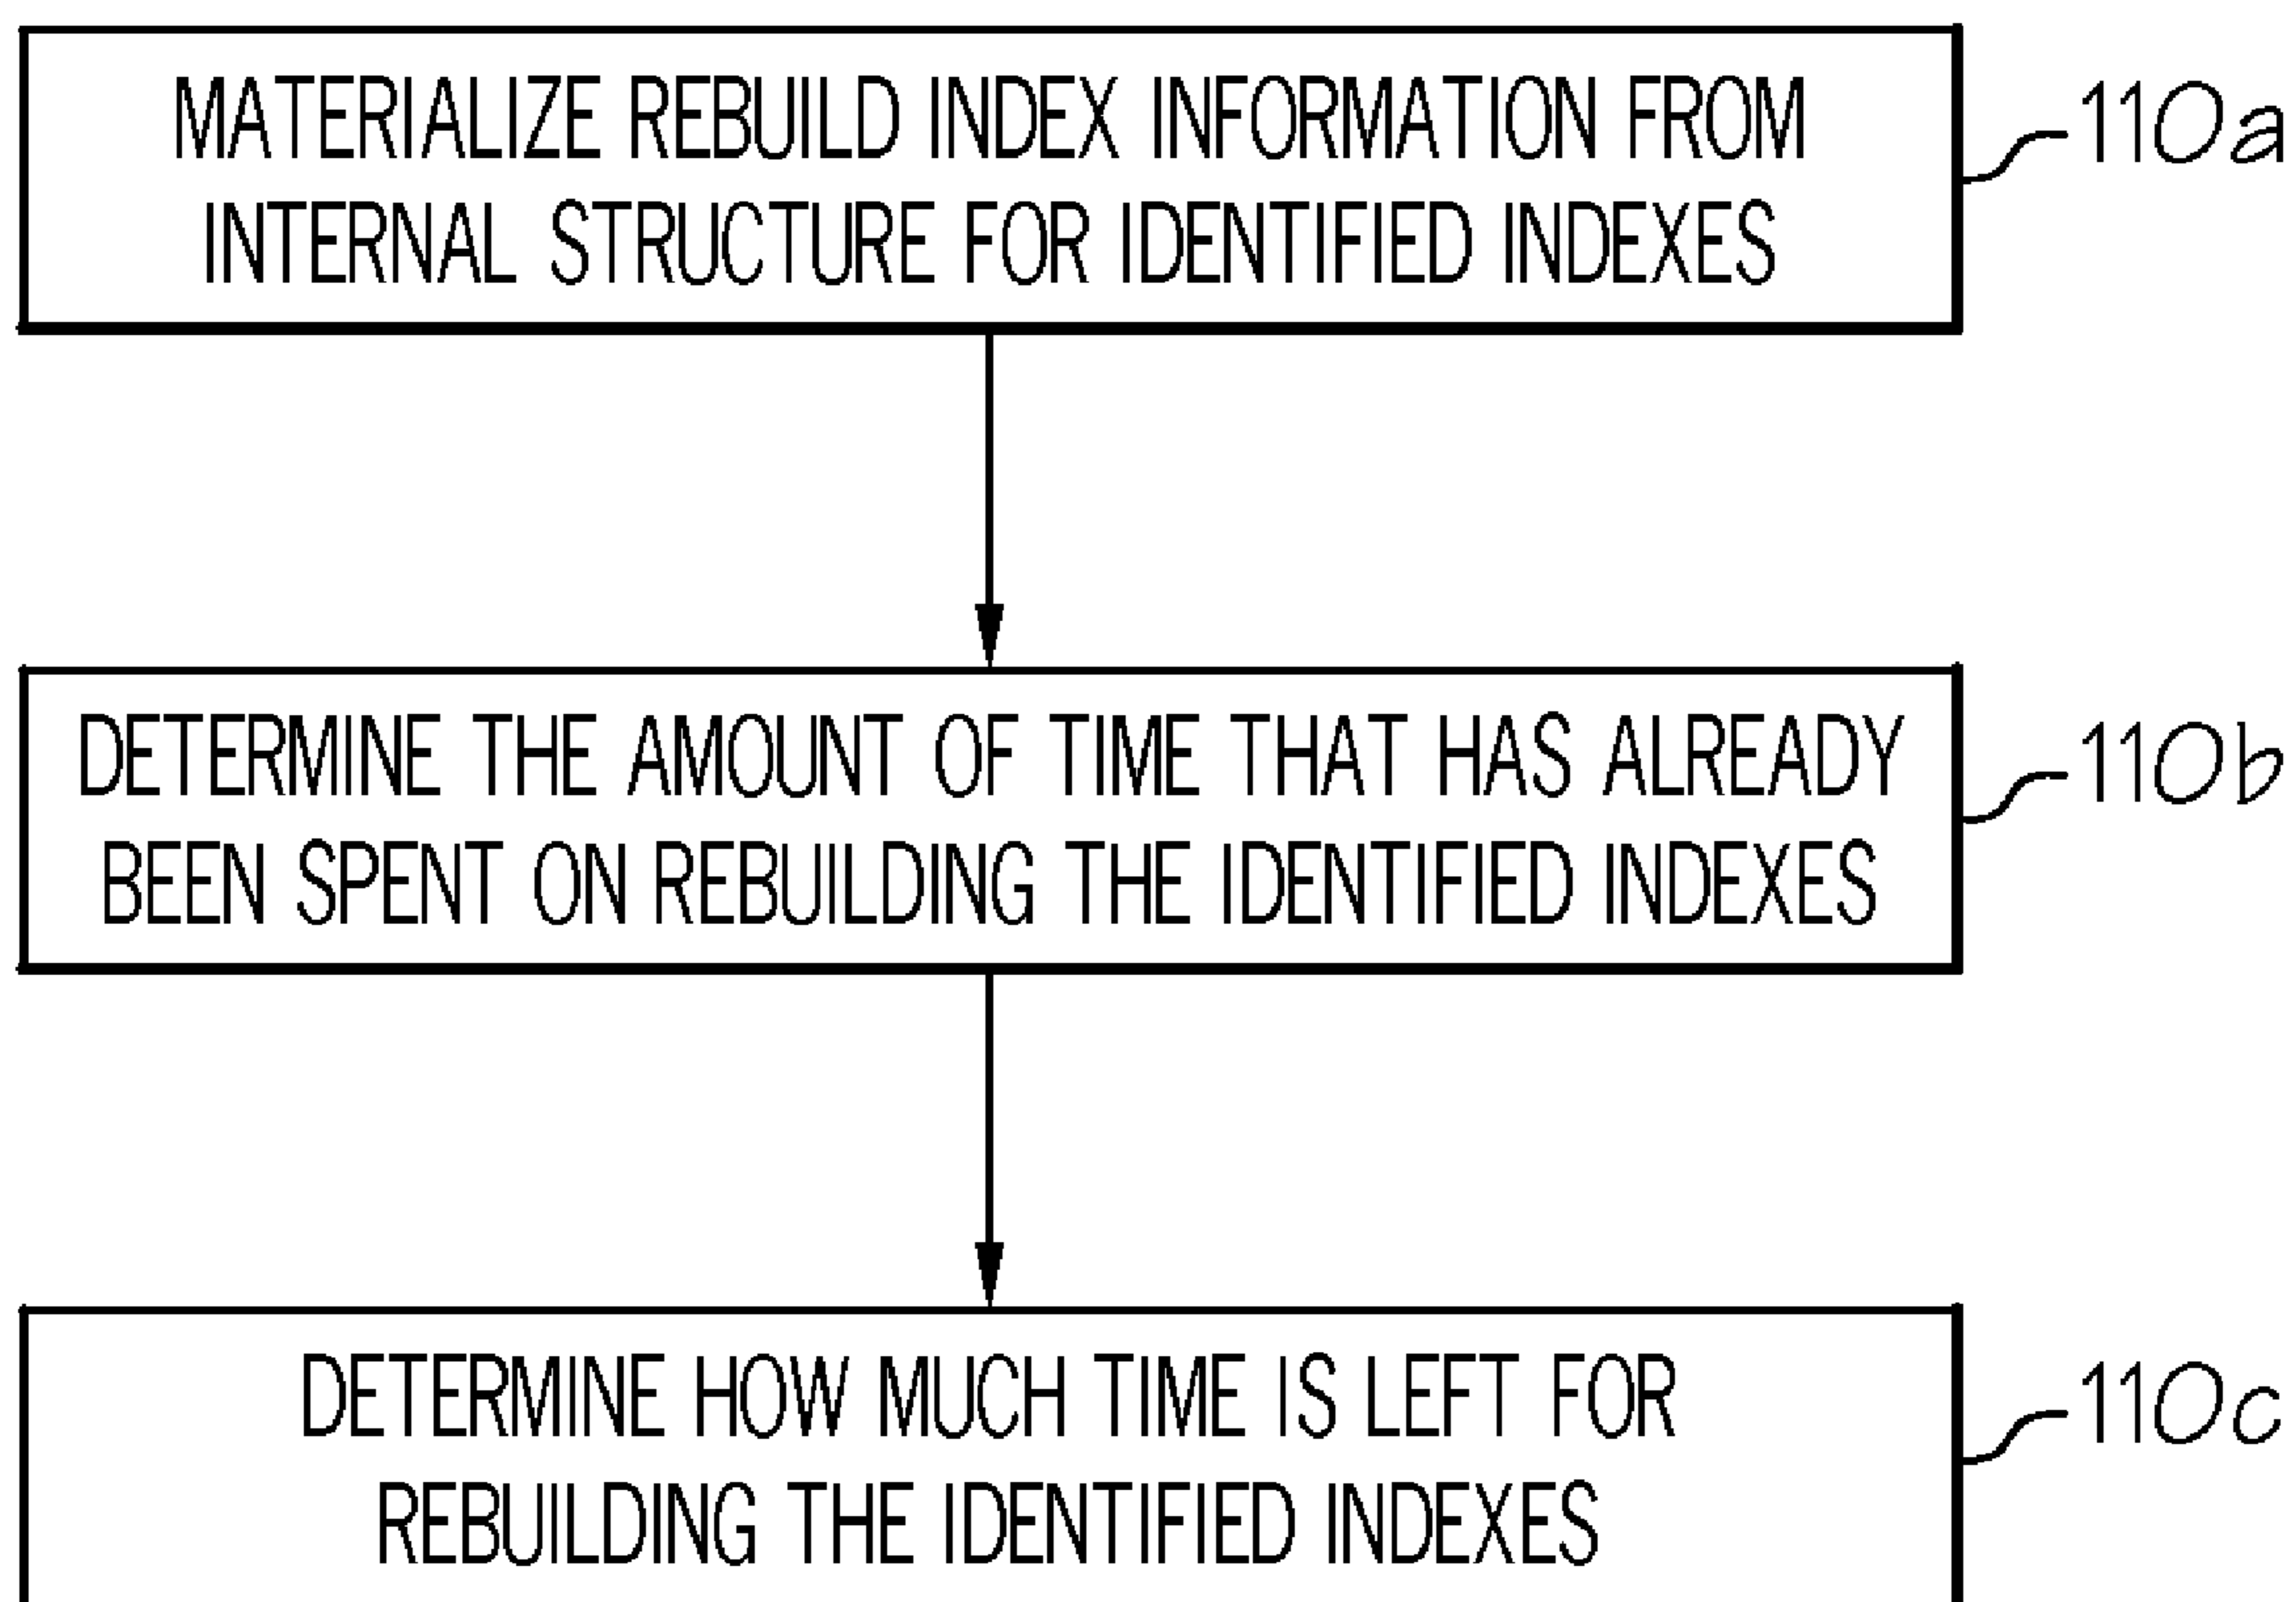 MATERIALIZE REBUILD INDEX INFORMATION FROM
INTERNAL STRUCTURE FOR IDENTIFIED INDEXES
110a
DETERMINE THE AMOUNT OF TIME THAT HAS ALREADY
BEEN SPENT ON REBUILDING THE IDENTIFIED INDEXES
110b
DETERMINE HOW MUCH TIME IS LEFT FOR
REBUILDING THE IDENTIFIED INDEXES
110c